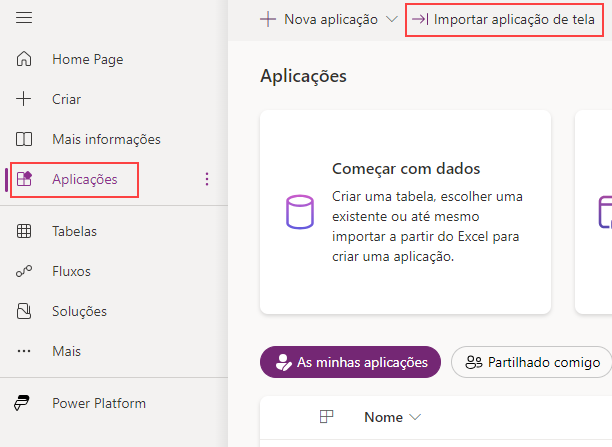 Nova aplicação
Importar aplicação de tela
Home Page
Criar
Mais informações
Aplicações
Tabelas
Fluxos
Soluções
Mais
Power Platform
Aplicações
Começar com dados
Criar uma tabela, escolher uma
existente ou até mesmo
importar a partir do Excel para
criar uma aplicação.
As minhas aplicações
Partilhado comigo
Nome